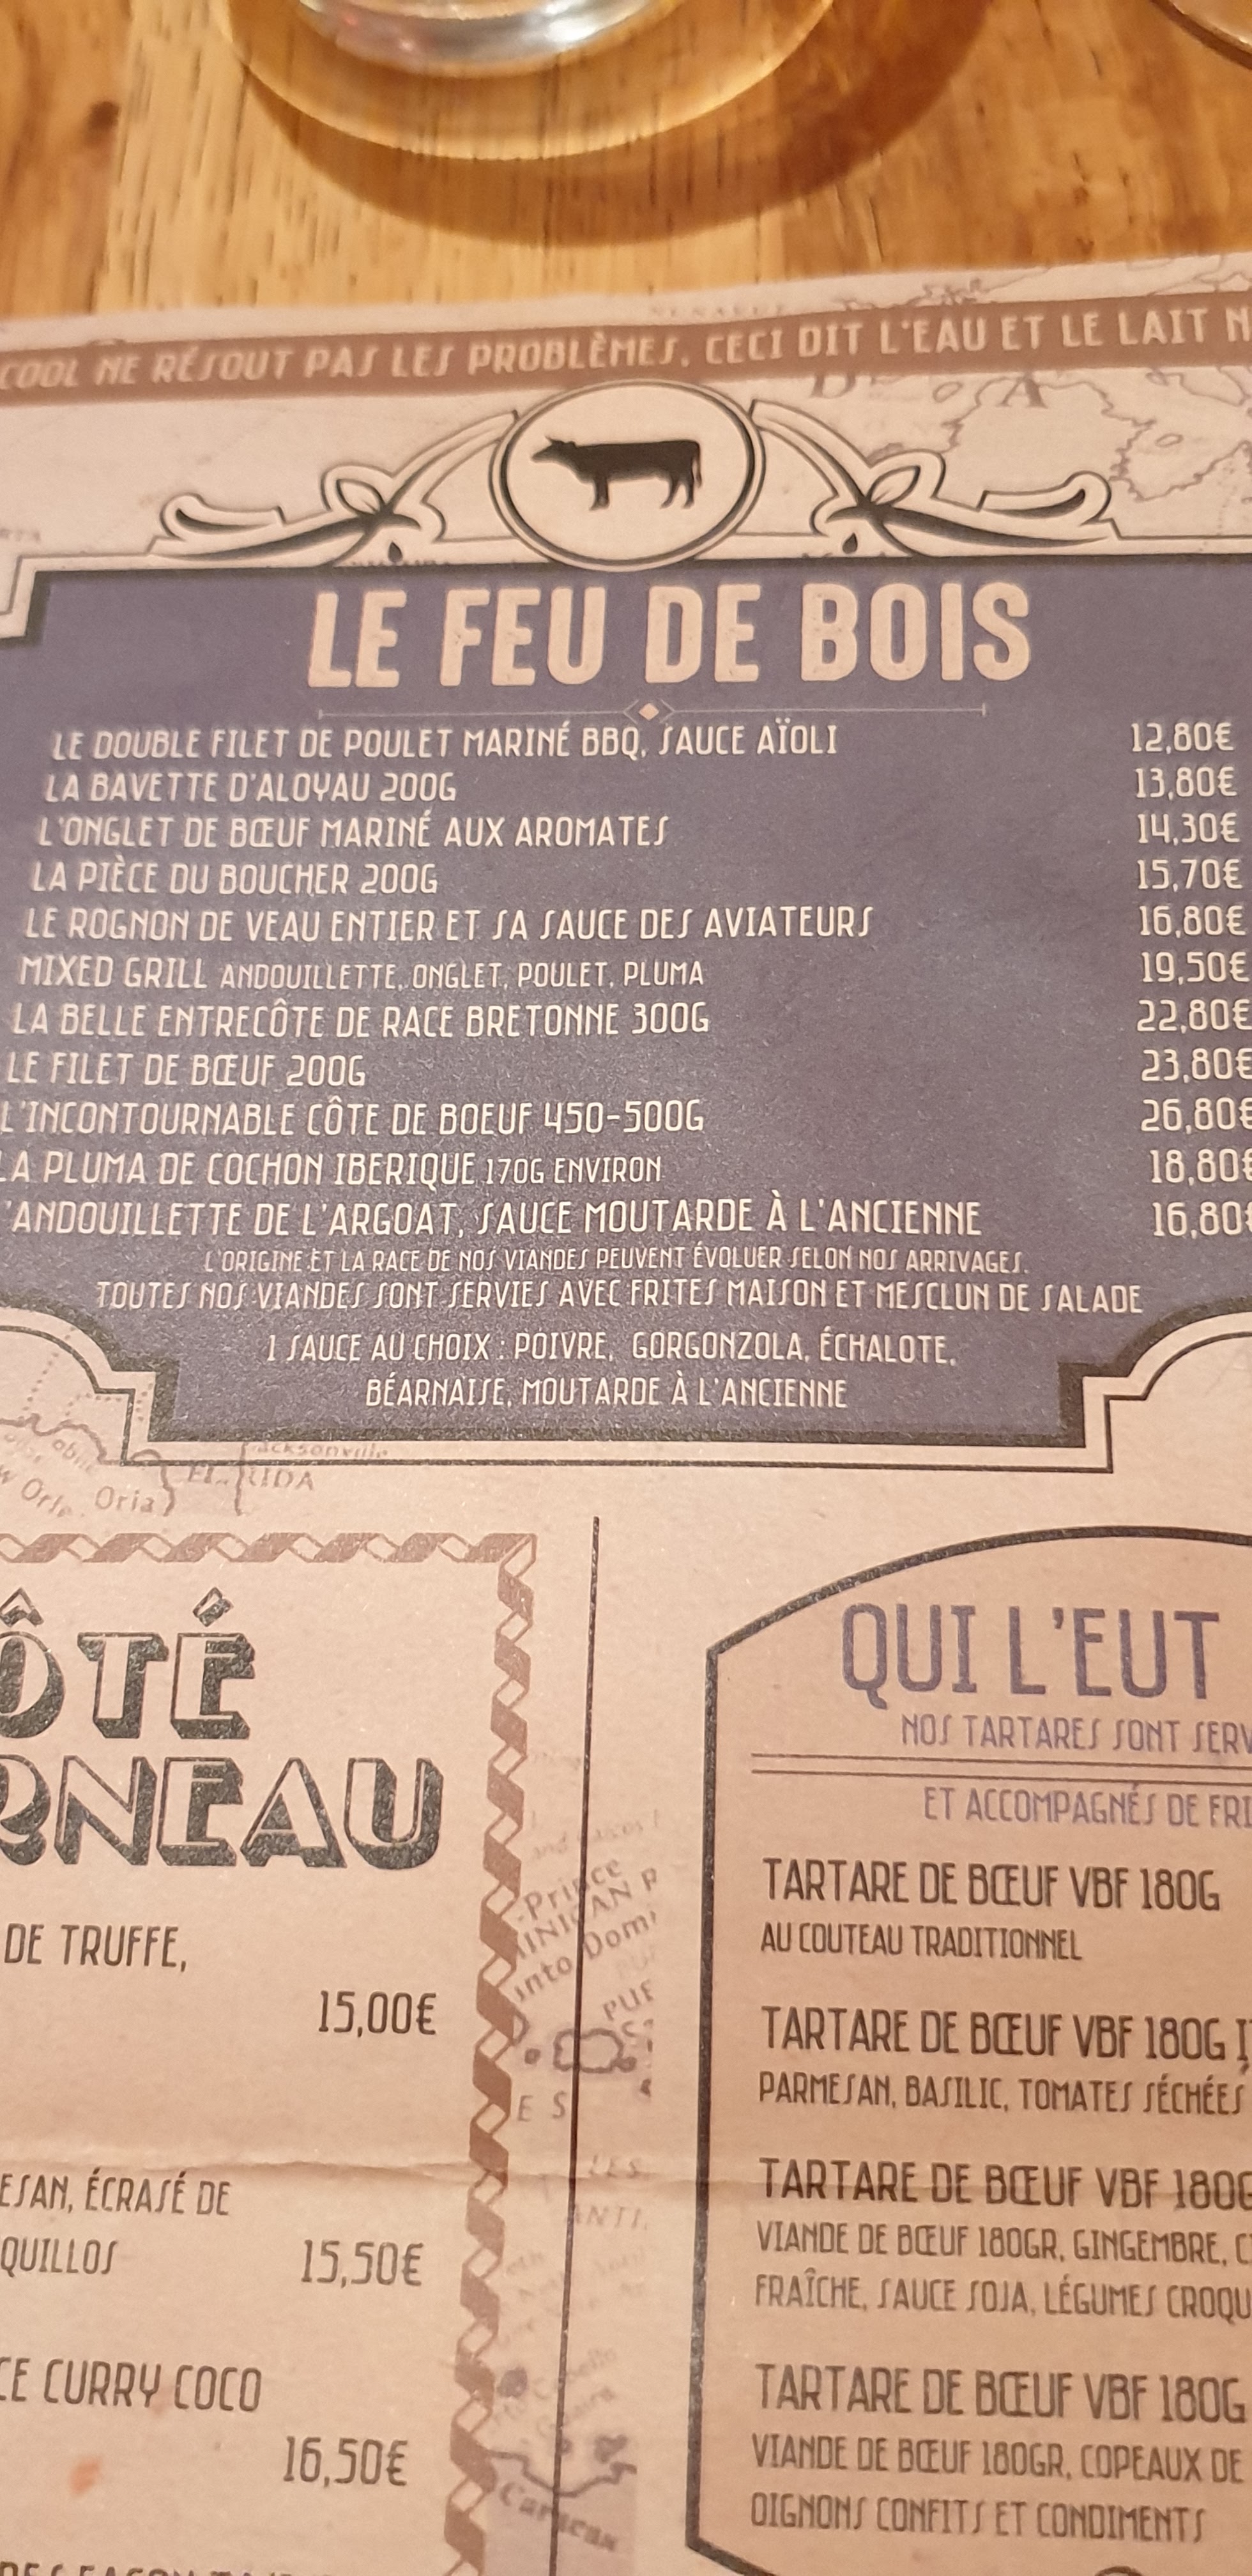 COOL NE RÉSOUT PAS LES PROBLÈMES, CECI DIT L'EAU ET LE LAIT N
LE FEU DE BOIS
LE DOUBLE FILET DE POULET MARINÉ BBQ, SAUCE AÏOLI 12,80€
LA BAVETTE D'ALOYAU 200G 13,80€
L'ONGLET DE BŒUF MARINÉ AUX AROMATES 14,30€
LA PIÈCE DU BOUCHER 200G 15,70€
LE ROGNON DE VEAU ENTIER ET SA SAUCE DES AVIATEURS 16,80€
MIXED GRILL ANDOUILLETTE, ONGLET, POULET, PLUMA 19,50€
LA BELLE ENTRECÔTE DE RACE BRETONNE 300G 22,80€
LE FILET DE BŒUF 200G 23,80€
L'INCONTOURNABLE CÔTE DE BOEUF 450-500G 26,80€
LA PLUMA DE COCHON IBERIQUE 170G ENVIRON 18,80€
'ANDOUILLETTE DE L'ARGOAT, SAUCE MOUTARDE À L'ANCIENNE 16,80€
L'ORIGINE ET LA RACE DE NOS VIANDES PEUVENT ÉVOLUER SELON NOS ARRIVAGES.
TOUTES NOS VIANDES SONT SERVIES AVEC FRITES MAISON ET MESCLUN DE SALADE
1 SAUCE AU CHOIX : POIVRE, GORGONZOLA, ÉCHALOTE,
BÉARNAISE, MOUTARDE À L'ANCIENNE
acksonville
Oria
ÔTÉ
RNEAU
DE TRUFFE,
15,00€
ESAN, ÉCRASÉ DE
QUILLOS 15,50€
CE CURRY COCO
16,50€
QUI L'EUT
NOS TARTARES SONT SERV
ET ACCOMPAGNÉS DE FRI
TARTARE DE BŒUF VBF 180G
AU COUTEAU TRADITIONNEL
TARTARE DE BŒUF VBF 180G I
PARMESAN, BASILIC, TOMATES SÉCHÉES
TARTARE DE BŒUF VBF 180G
VIANDE DE BŒUF 180GR, GINGEMBRE, C
FRAÎCHE, SAUCE SOJA, LÉGUMES CROQU
TARTARE DE BŒUF VBF 180G
VIANDE DE BŒUF 180GR, COPEAUX DE
OIGNONS CONFITS ET CONDIMENTS